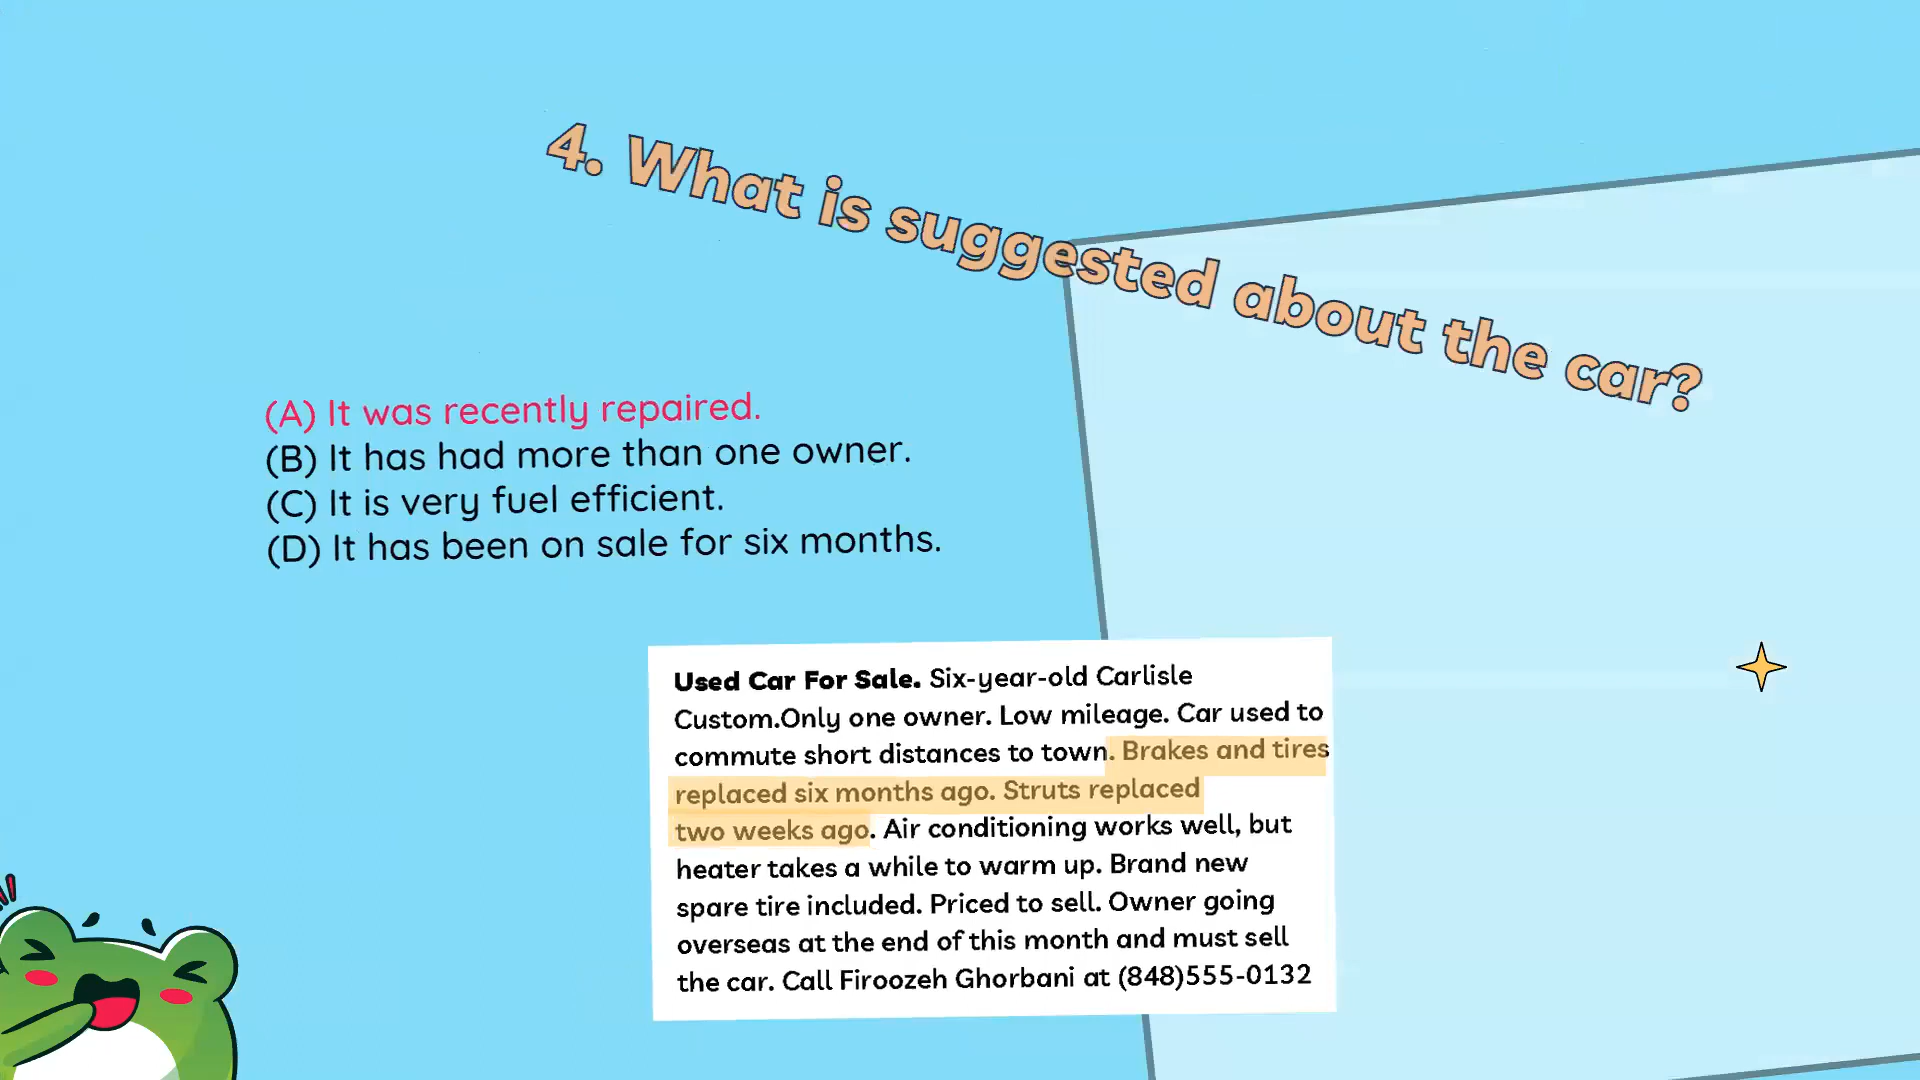 4. What is suggested about the car?
(A) It was recently repaired.
(B) It has had more than one owner.
(C) It is very fuel efficient.
(D) It has been on sale for six months.
Used Car For Sale. Six-year-old Carlisle
Custom.Only one owner. Low mileage. Car used to
commute short distances to town. Brakes and tires
replaced six months ago. Struts replaced
two weeks ago. Air conditioning works well, but
heater takes a while to warm up. Brand new
spare tire included. Priced to sell. Owner going
overseas at the end of this month and must sell
the car. Call Firoozeh Ghorbani at (848)555-0132